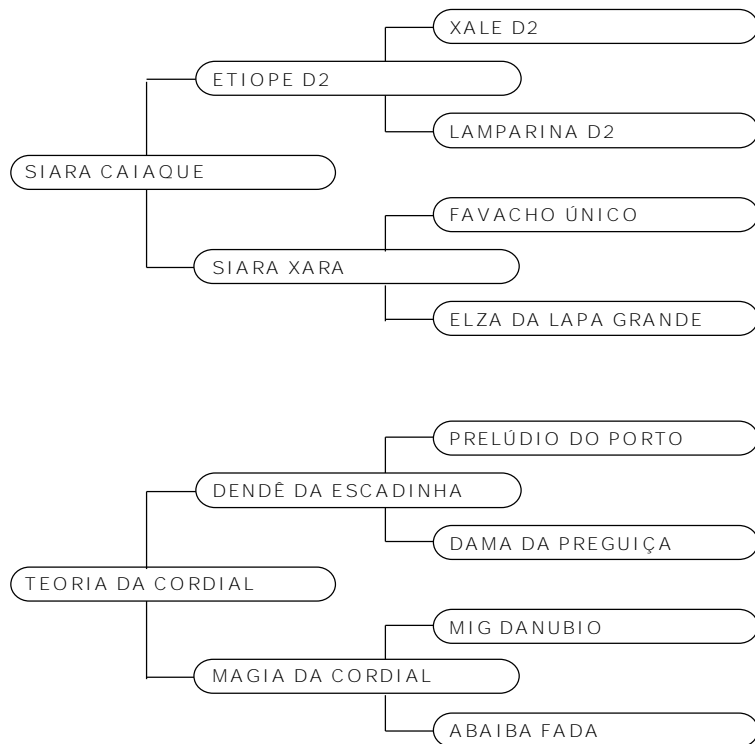 XALE D2
ETIOPE D2
LAMPARINA D2
SIARA CAIAQUE
FAVACHO ÚNICO
SIARA XARA
ELZA DA LAPA GRANDE
PRELÚDIO DO PORTO
DENDÊ DA ESCADINHA
DAMA DA PREGUIÇA
TEORIA DA CORDIAL
MIG DANUBIO
MAGIA DA CORDIAL
ABAIBA FADA